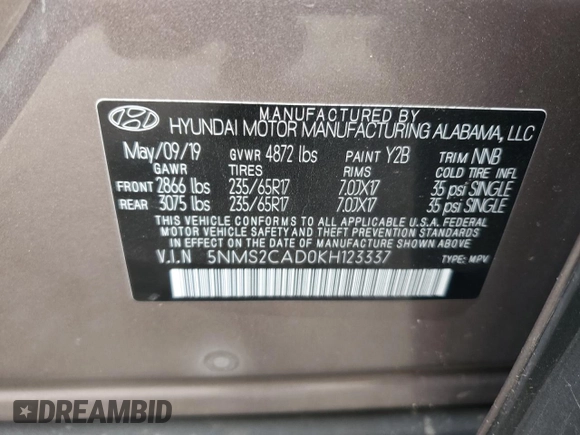 MANUFACTURED BY
HYUNDAI MOTOR MANUFACTURING ALABAMA, LLC
May/09/19 GVWR 4872 lbs PAINT Y2B TRIM NNB
GAWR TIRES RIMS COLD TIRE INFL
FRONT 2866 lbs 235/65R17 7.0JX17 35 psi SINGLE
REAR 3075 lbs 235/65R17 7.0JX17 35 psi SINGLE
THIS VEHICLE CONFORMS TO ALL APPLICABLE U.S.A. FEDERAL
MOTOR VEHICLE SAFETY AND THEFT PREVENTION STANDARDS
IN EFFECT ON THE DATE OF MANUFACTURE SHOWN ABOVE.
V.I.N 5NMS2CAD0KH123337 TYPE: MPV
DREAMBID